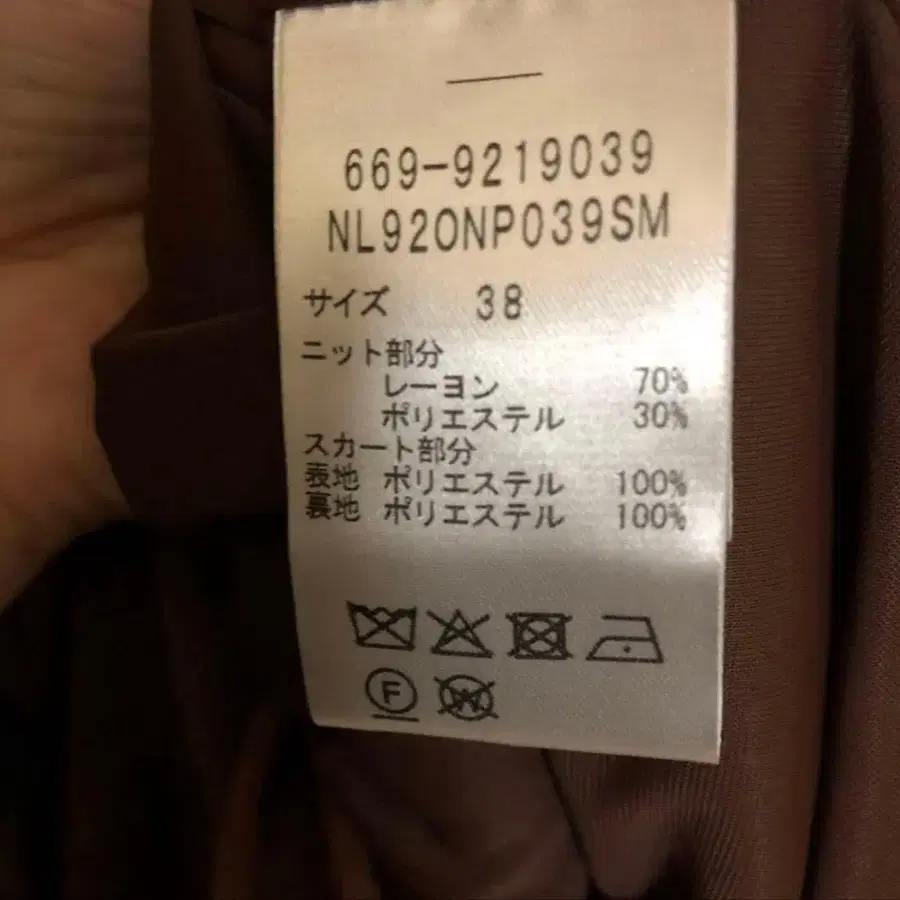 669-9219039
NL920NP039SM
サイズ 38
ニット部分
レーヨン 70%
ポリエステル 30%
スカート部分
表地 ポリエステル 100%
裏地 ポリエステル 100%
F
W